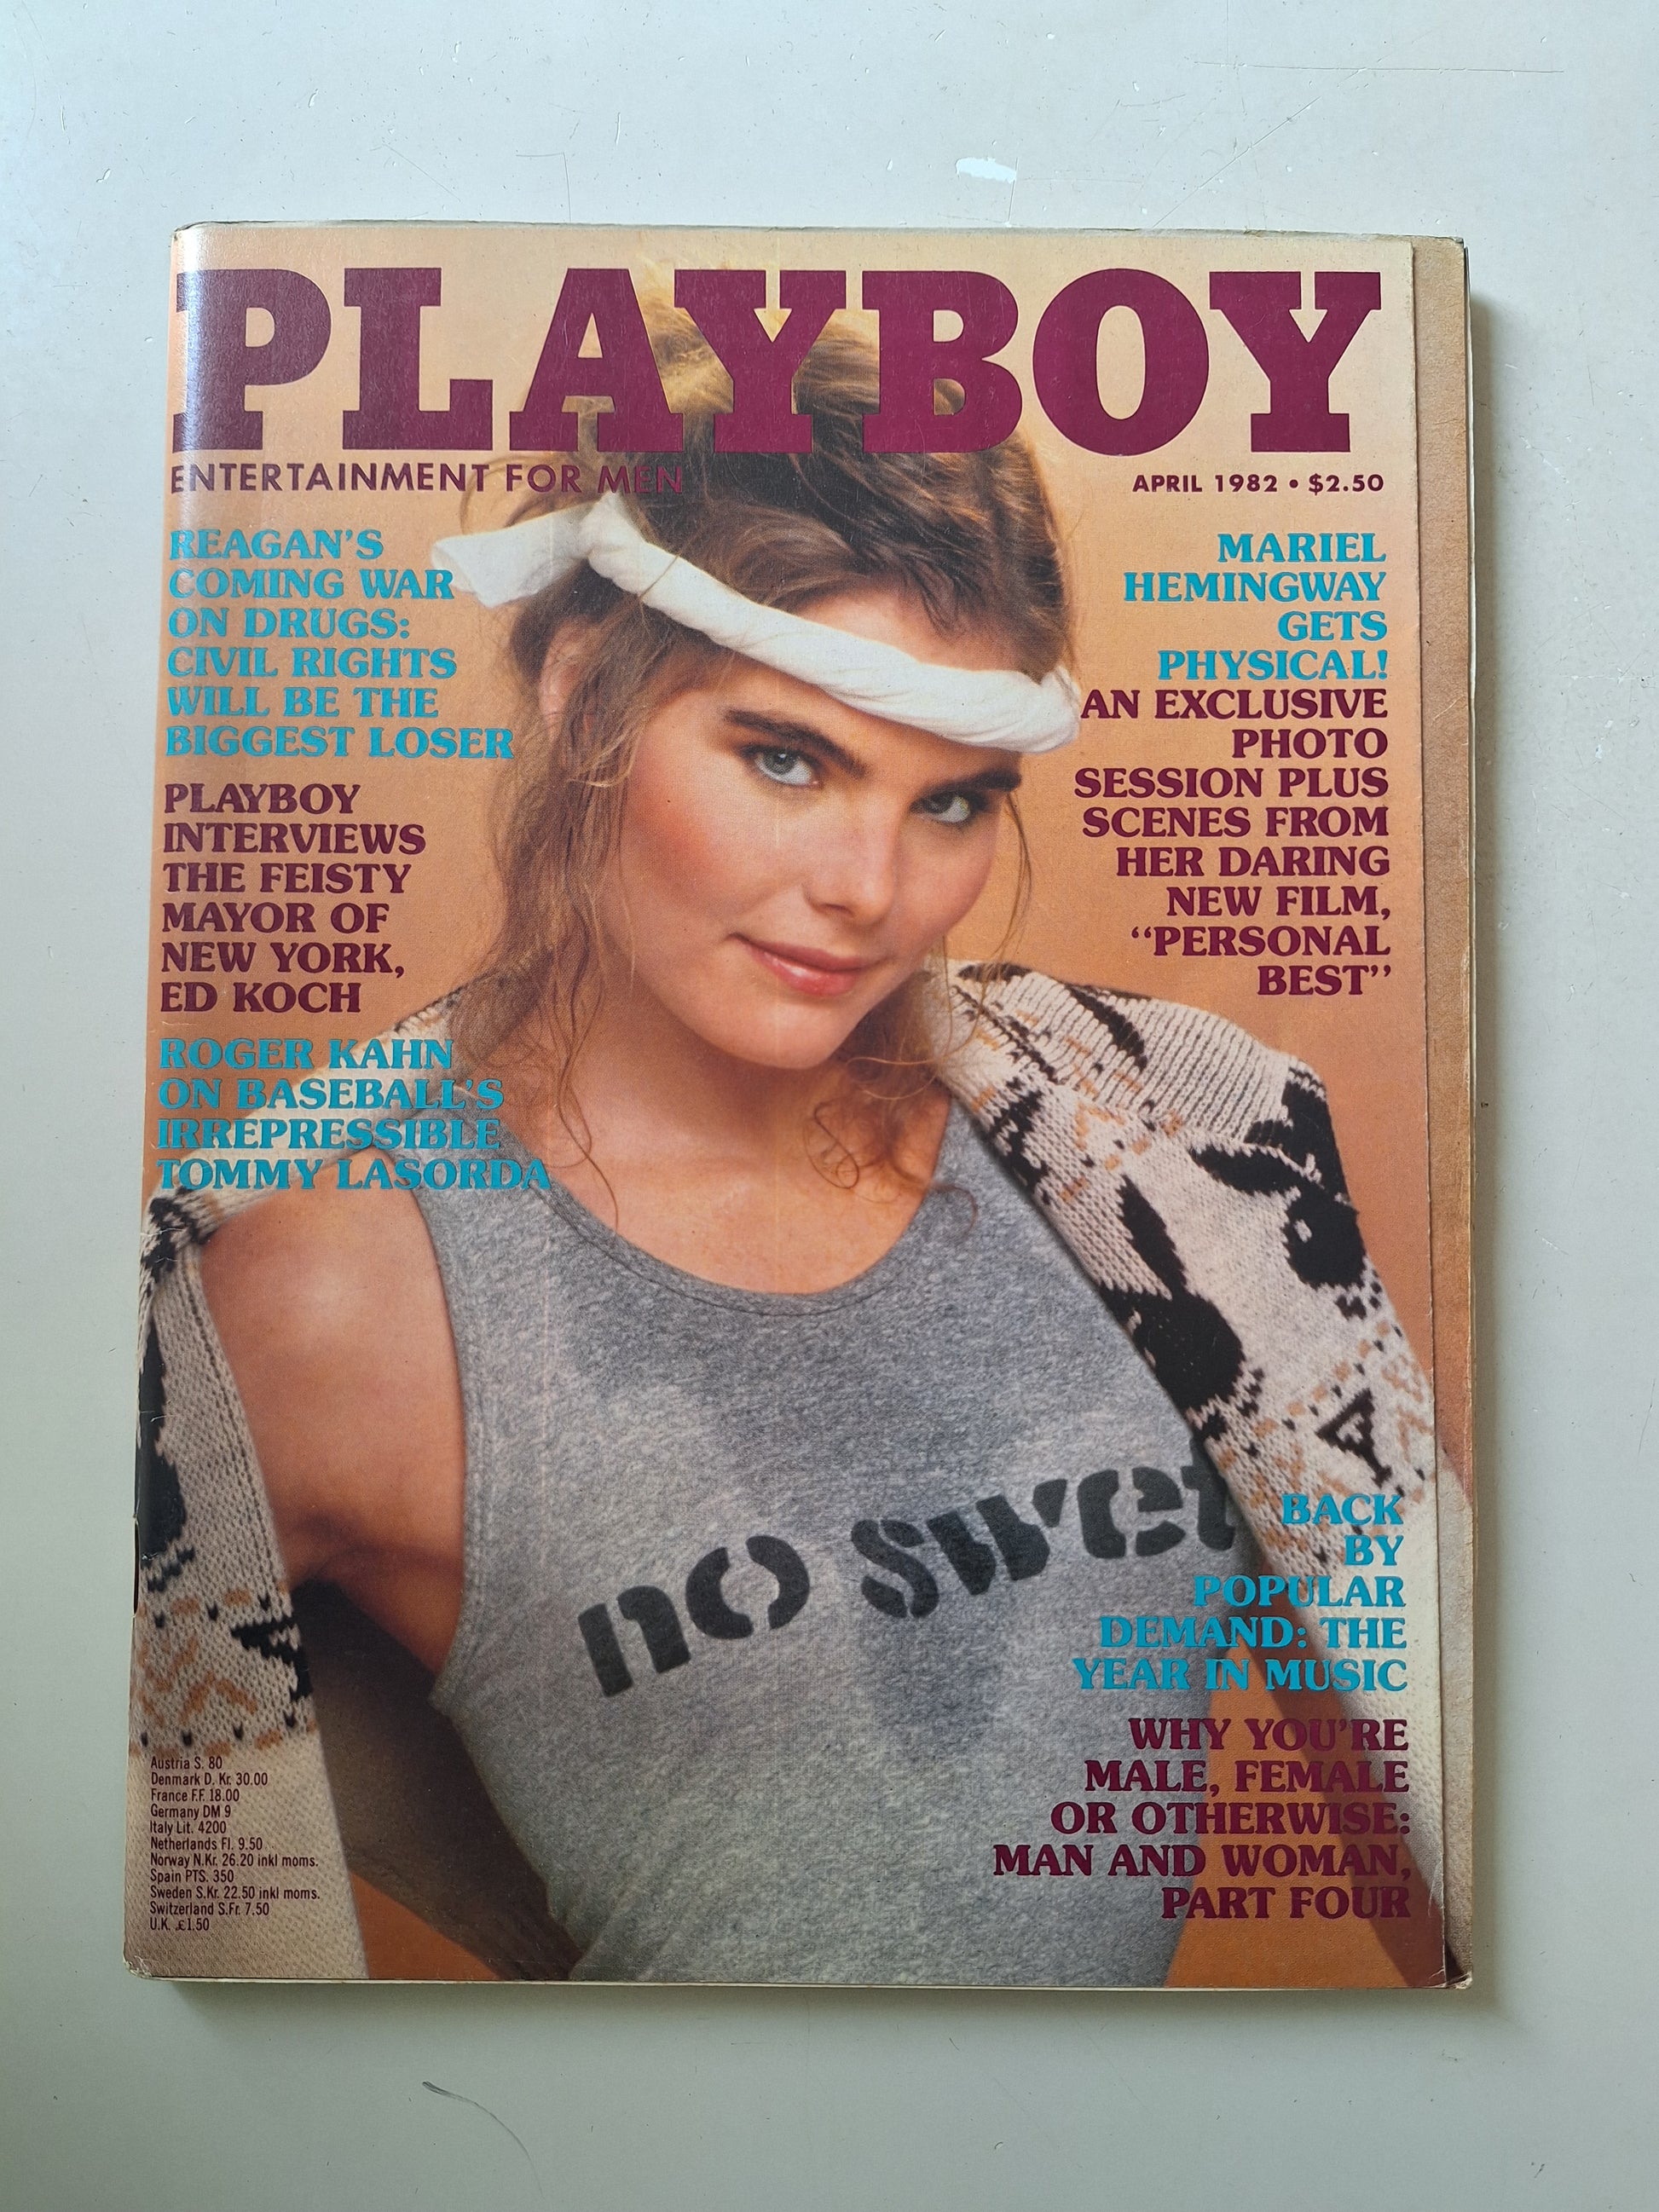 PLAYBOY
ENTERTAINMENT FOR MEN
APRIL 1982 • $2.50
REAGAN'S
COMING WAR
ON DRUGS:
CIVIL RIGHTS
WILL BE THE
BIGGEST LOSER
PLAYBOY
INTERVIEWS
THE FEISTY
MAYOR OF
NEW YORK,
ED KOCH
ROGER KAHN
ON BASEBALL'S
IRREPRESSIBLE
TOMMY LASORDA
MARIEL
HEMINGWAY
GETS
PHYSICAL!
AN EXCLUSIVE
PHOTO
SESSION PLUS
SCENES FROM
HER DARING
NEW FILM,
“PERSONAL
BEST”
no swet
BACK
BY
POPULAR
DEMAND: THE
YEAR IN MUSIC
WHY YOU'RE
MALE, FEMALE
OR OTHERWISE:
MAN AND WOMAN,
PART FOUR
Austria S. 80
Denmark D. Kr. 30.00
France F.F. 18.00
Germany DM 9
Italy Lit. 4200
Netherlands Fl. 9.50
Norway N.Kr. 26.20 inkl moms.
Spain PTS. 350
Sweden S.Kr. 22.50 inkl moms.
Switzerland S.Fr. 7.50
U.K. £1.50